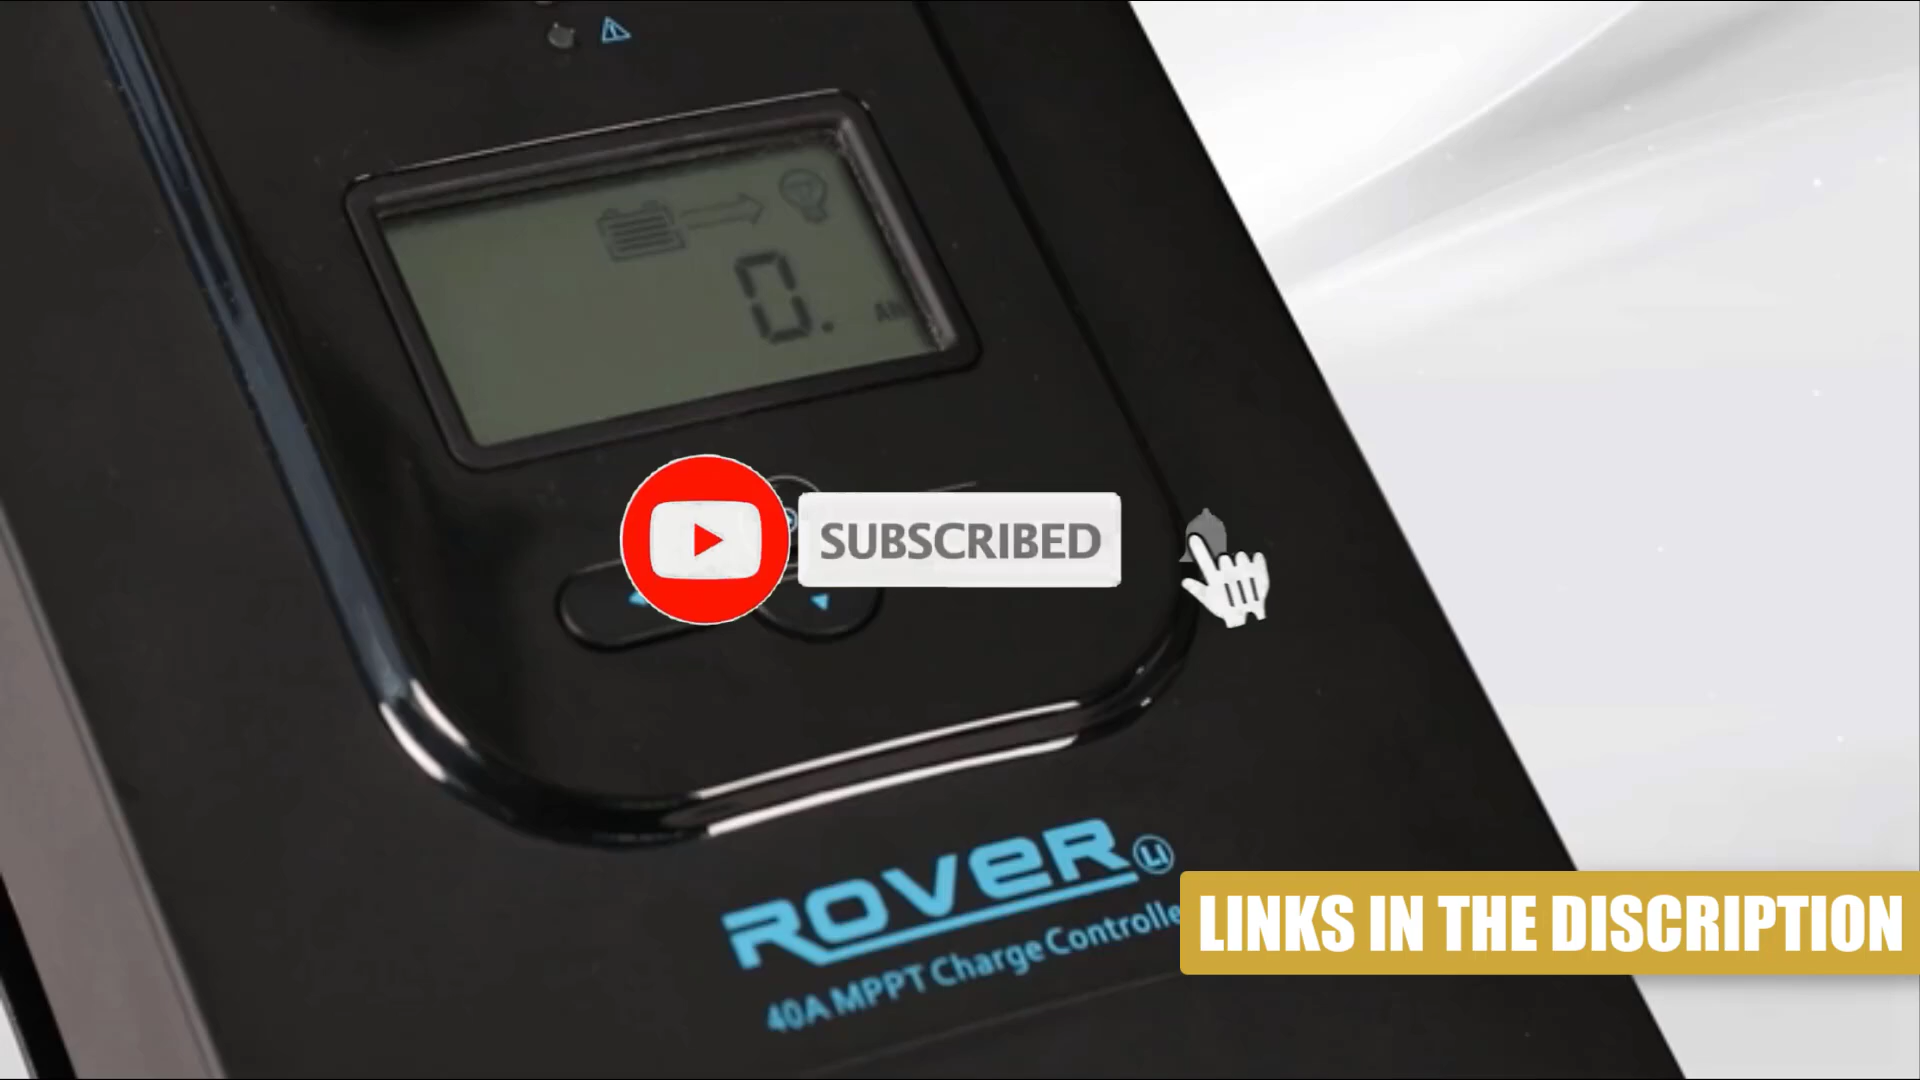 0.
SUBSCRIBED
ROVER LI
40A MPPT Charge Controlle
LINKS IN THE DISCRIPTION